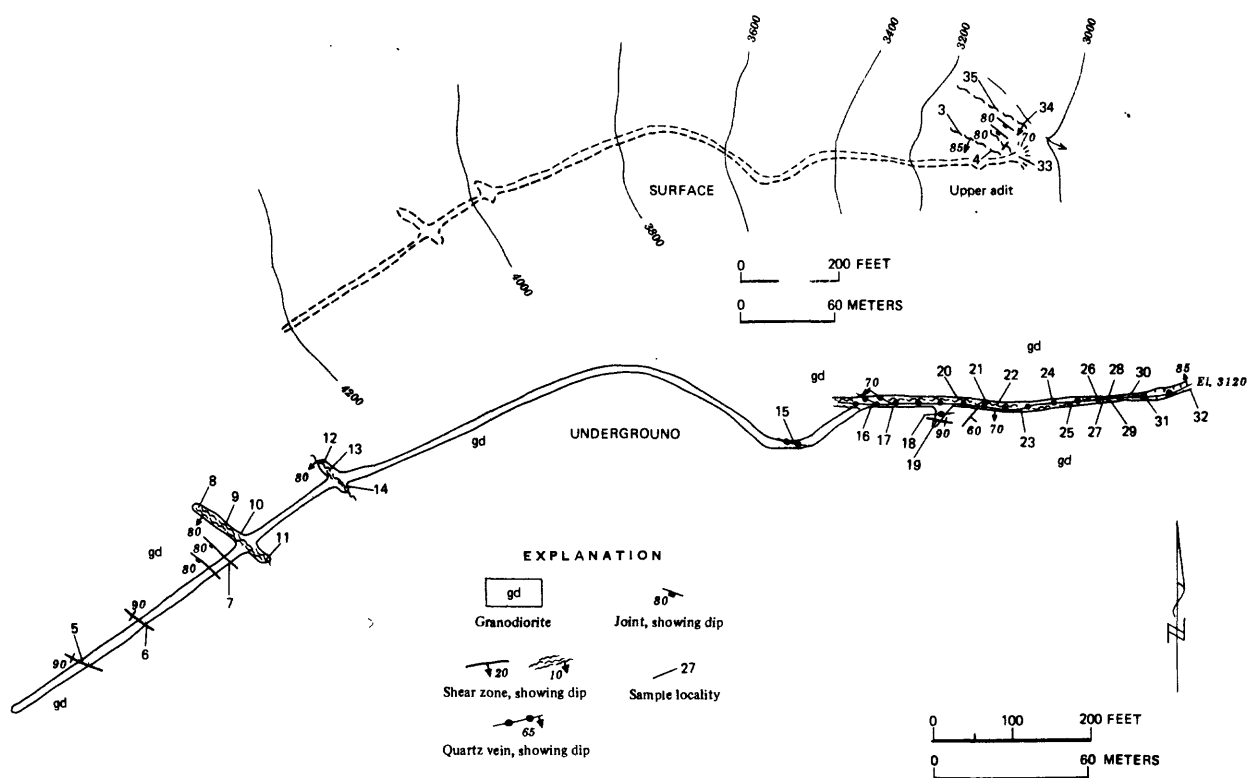 3600
3400
3200
3000
35
34
3
80
70
80
85
4
33
SURFACE
Upper adit
3800
4000
4200
0 200 FEET
0 60 METERS
gd
gd
70
20
21
22
24
26
28
30
85
El. 3120
15
16
17
18
90
19
60
70
23
25
27
29
31
32
gd
gd
UNDERGROUND
12
13
80
14
8
9
10
11
80
80
80
gd
7
90
5
6
90
gd
EXPLANATION
gd
Granodiorite
80
Joint, showing dip
20
10
Shear zone, showing dip
27
Sample locality
65
Quartz vein, showing dip
N
0 100 200 FEET
0 60 METERS